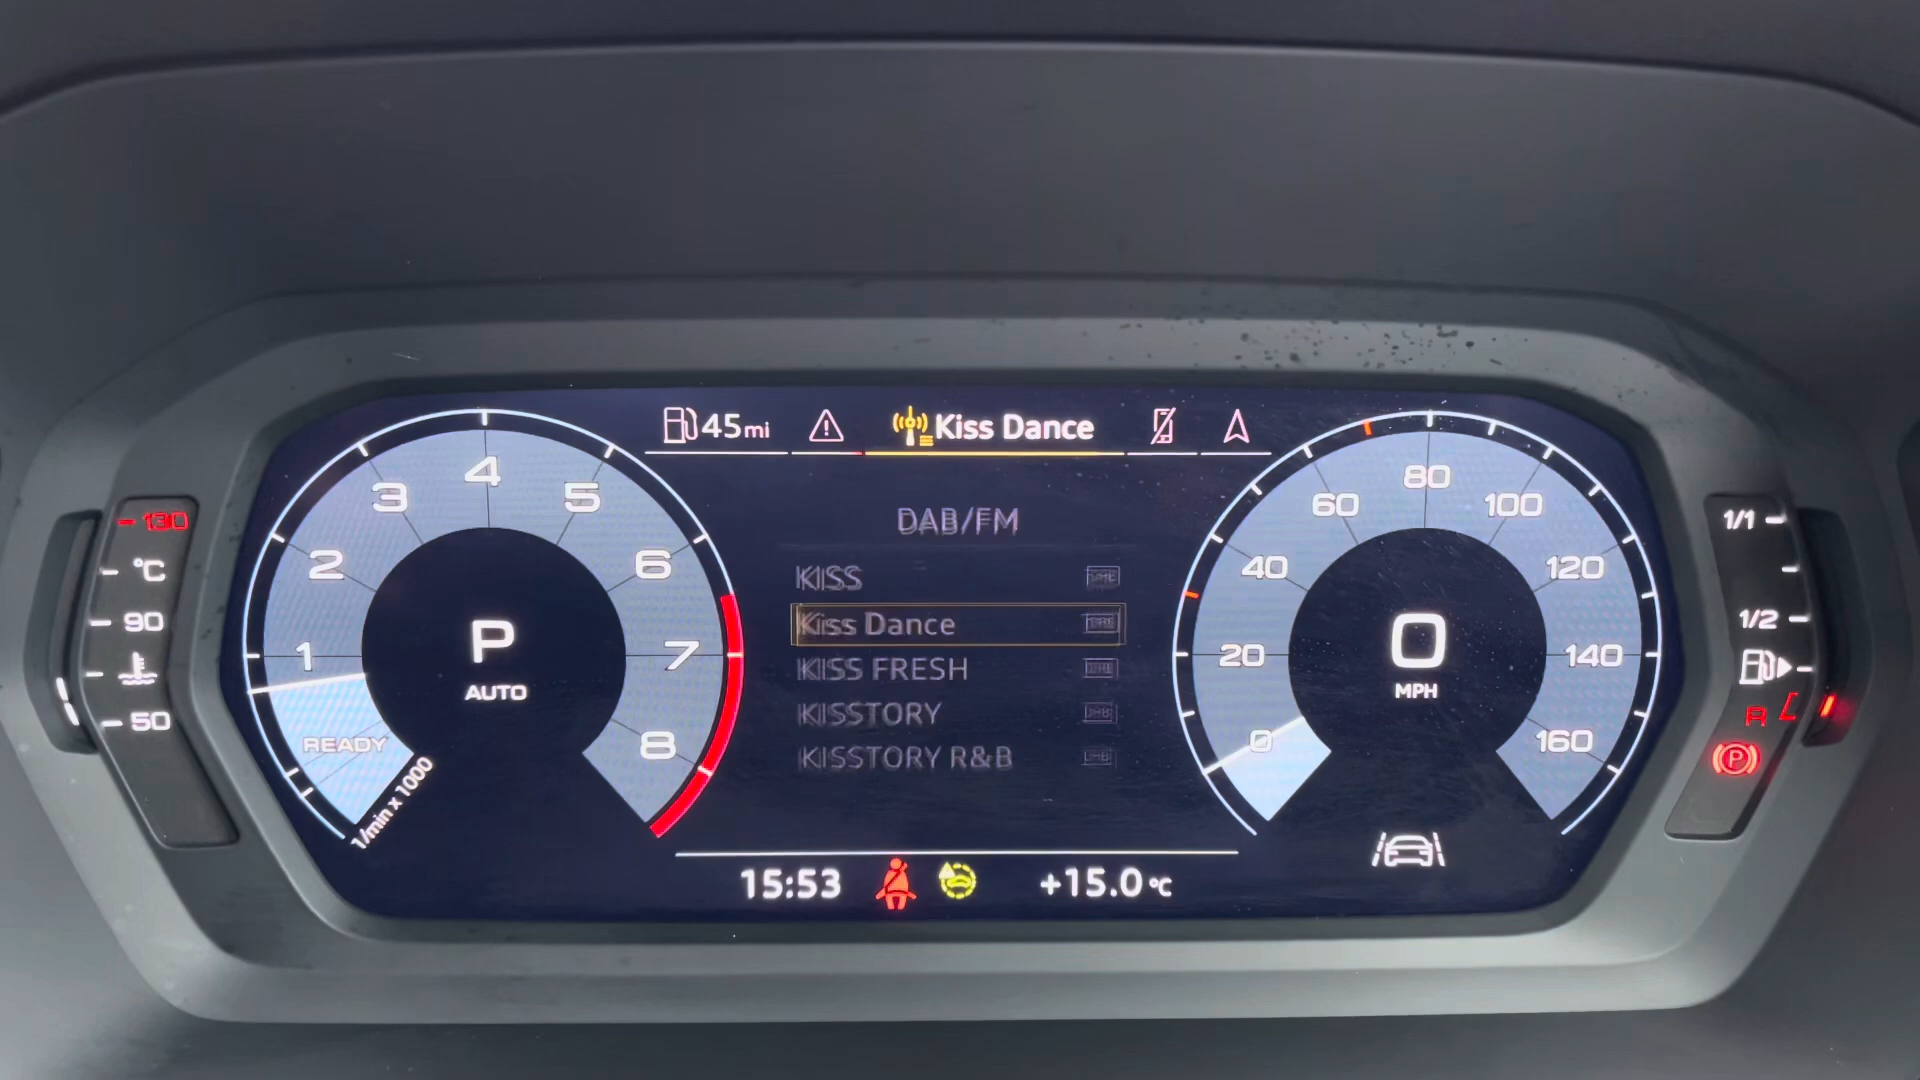 45mi
Kiss Dance
DAB/FM
KISS
Kiss Dance
KISS FRESH
KISSTORY
KISSTORY R&B
15:53
+15.0 °C
READY
1
2
3
4
5
6
7
8
1/min x 1000
P
AUTO
0
20
40
60
80
100
120
140
160
0
MPH
130
°C
90
50
1/1
1/2
R
P